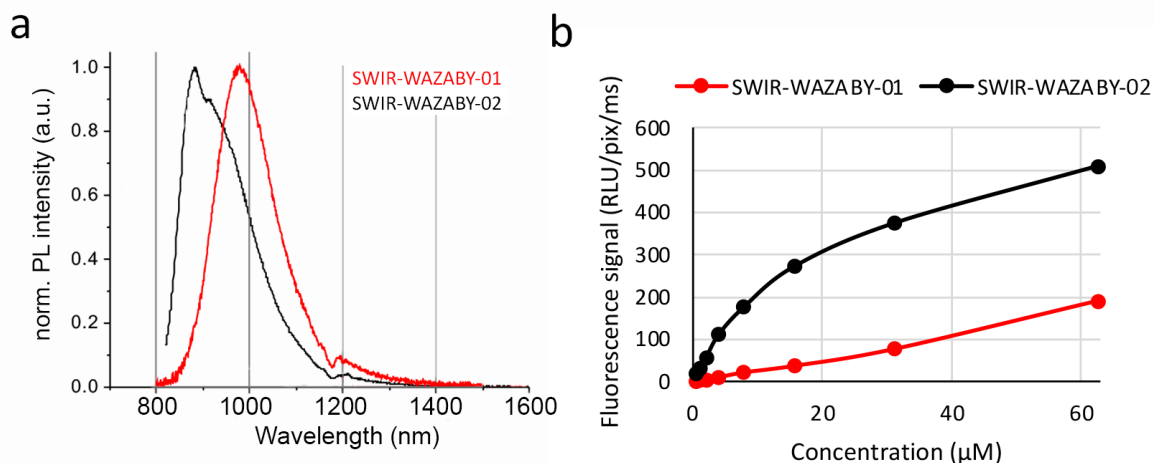 a
norm. PL intensity (a.u.)
1.0
0.8
0.6
0.4
0.2
0.0
SWIR-WAZABY-01
SWIR-WAZABY-02
800 1000 1200 1400 1600
Wavelength (nm)
b
SWIR-WAZABY-01 SWIR-WAZABY-02
Fluorescence signal (RLU/pix/ms)
600
500
400
300
200
100
0
0 20 40 60
Concentration (µM)